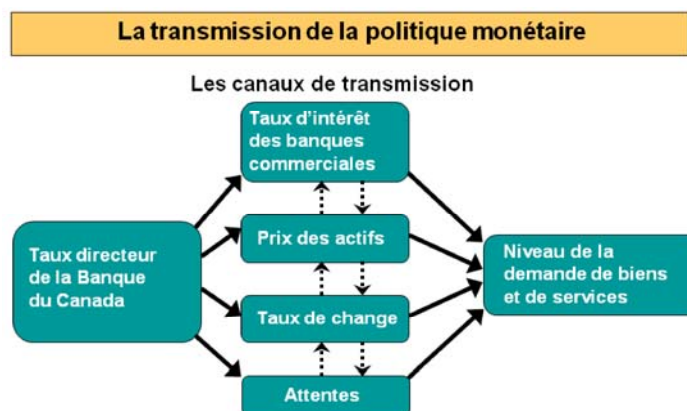 La transmission de la politique monétaire
Les canaux de transmission
Taux d'intérêt
des banques
commerciales
Taux directeur
de la Banque
du Canada
Prix des actifs
Taux de change
Attentes
Niveau de la
demande de biens
et de services